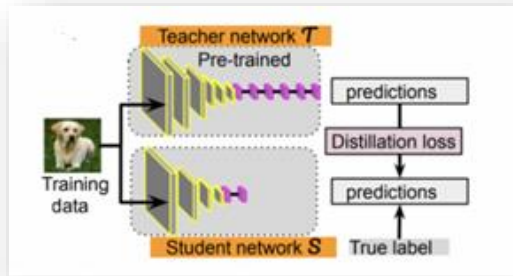 Teacher network 𝒯
Pre-trained
predictions
Distillation loss
Training
data
predictions
Student network 𝒮
True label